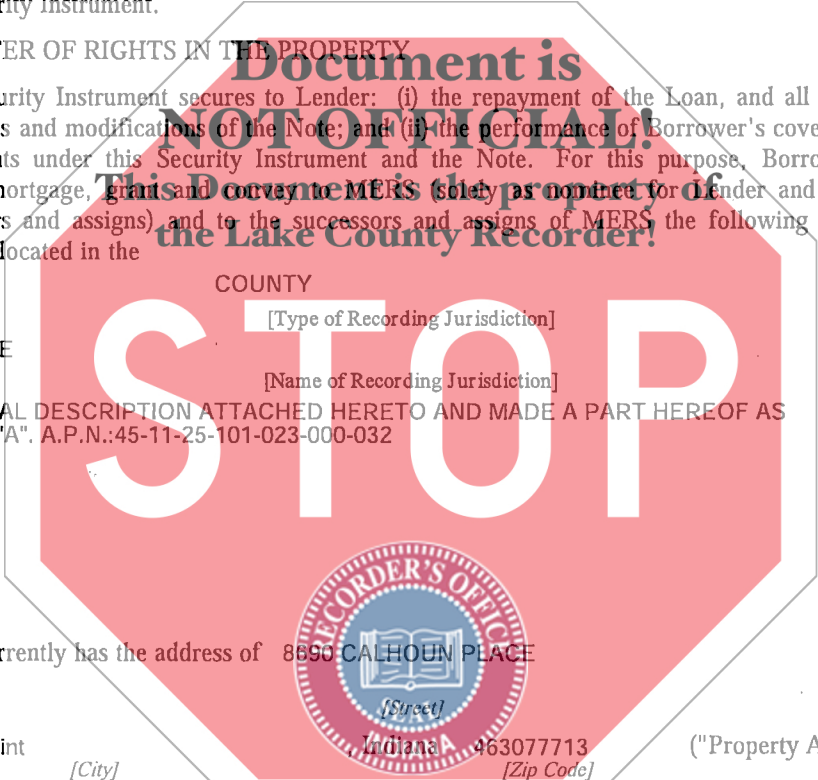 rity Instrument.
ER OF RIGHTS IN THE PROPERTY
Document is
urity Instrument secures to Lender: (i) the repayment of the Loan, and all
NOT OFFICIAL!
s and modifications of the Note; and (ii) the performance of Borrower's cove
ts under this Security Instrument and the Note. For this purpose, Borro
This Document is the property of
nortgage, grant and convey to MERS (solely as nominee for Lender and
rs and assigns) and to the successors and assigns of MERS the following
the Lake County Recorder!
located in the
COUNTY
[Type of Recording Jurisdiction]
E
[Name of Recording Jurisdiction]
STOP
AL DESCRIPTION ATTACHED HERETO AND MADE A PART HEREOF AS
"A". A.P.N.:45-11-25-101-023-000-032
RECORDER'S OFFICE
rrently has the address of 8690 CALHOUN PLACE
[Street]
SEAL
int , Indiana 463077713 ("Property A
[City] [Zip Code]